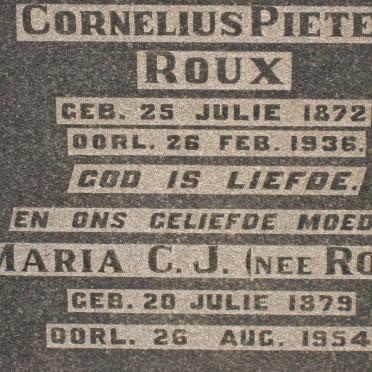 CORNELIUS PIETE
ROUX
GEB. 25 JULIE 1872
OORL. 26 FEB. 1936.
GOD IS LIEFDE.
EN ONS GELIEFDE MOED
MARIA C. J. (NEE RO
GEB. 20 JULIE 1879
OORL. 26 AUG. 1954